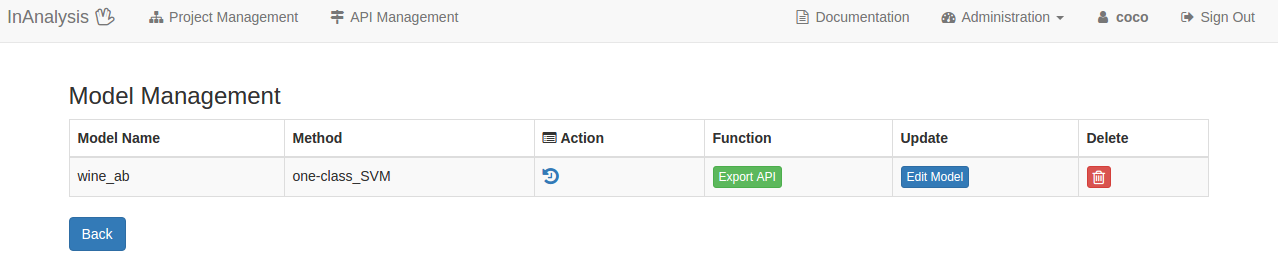 InAnalysis Project Management API Management Documentation Administration coco Sign Out
Model Management
Model Name Method Action Function Update Delete
wine_ab one-class_SVM Export API Edit Model
Back